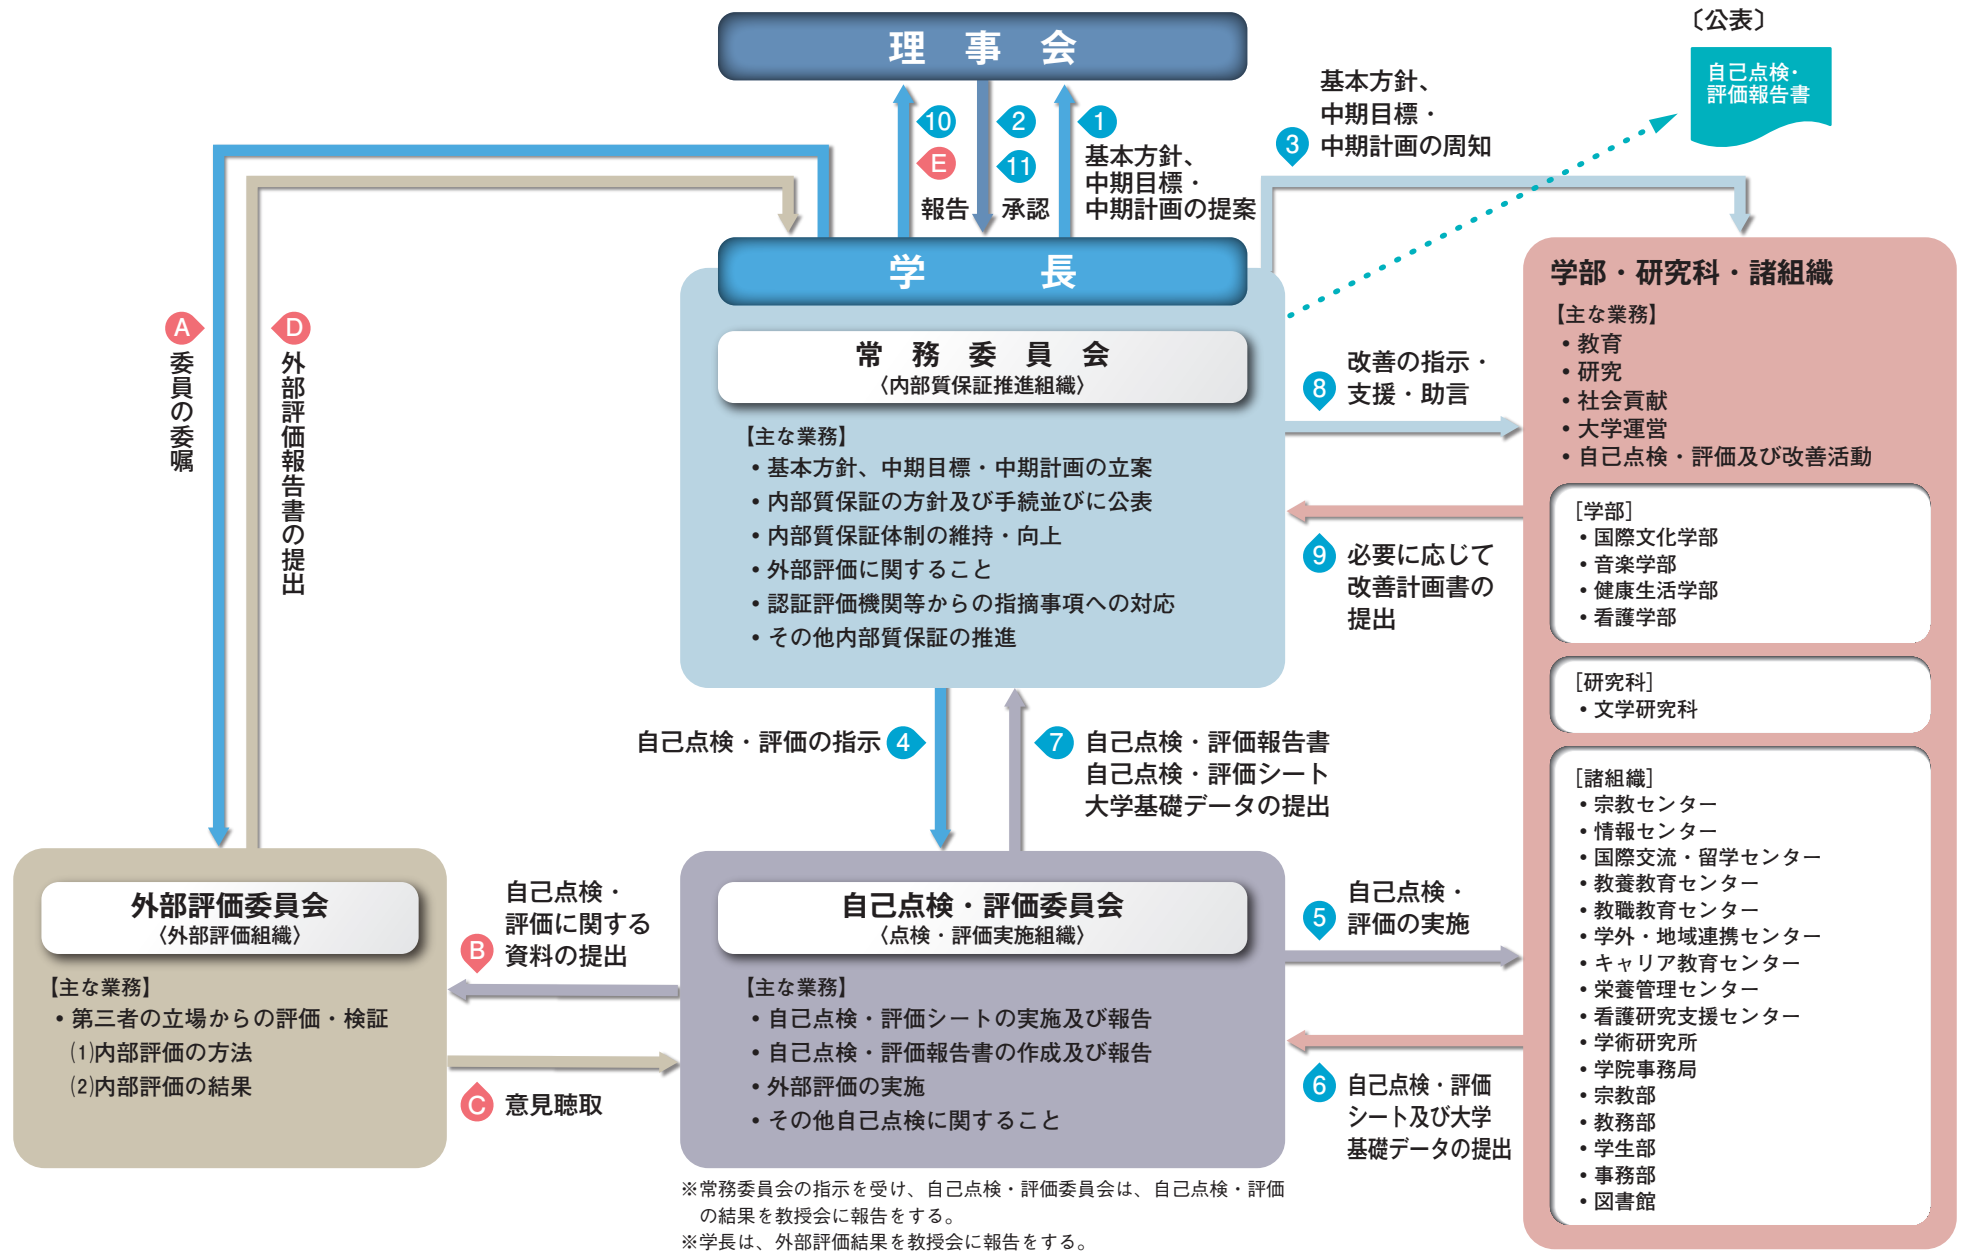 理事会
〔公表〕
自己点検・
評価報告書
10
E
報告
2
11
承認
1
基本方針、
中期目標・
中期計画の提案
3
基本方針、
中期目標・
中期計画の周知
学長
常務委員会
〈内部質保証推進組織〉
【主な業務】
・基本方針、中期目標・中期計画の立案
・内部質保証の方針及び手続並びに公表
・内部質保証体制の維持・向上
・外部評価に関すること
・認証評価機関等からの指摘事項への対応
・その他内部質保証の推進
A
委員の委嘱
D
外部評価報告書の提出
8
改善の指示・
支援・助言
9
必要に応じて
改善計画書の
提出
自己点検・評価の指示
4
7
自己点検・評価報告書
自己点検・評価シート
大学基礎データの提出
外部評価委員会
〈外部評価組織〉
【主な業務】
・第三者の立場からの評価・検証
⑴内部評価の方法
⑵内部評価の結果
B
自己点検・
評価に関する
資料の提出
C
意見聴取
自己点検・評価委員会
〈点検・評価実施組織〉
【主な業務】
・自己点検・評価シートの実施及び報告
・自己点検・評価報告書の作成及び報告
・外部評価の実施
・その他自己点検に関すること
5
自己点検・
評価の実施
6
自己点検・評価
シート及び大学
基礎データの提出
※常務委員会の指示を受け、自己点検・評価委員会は、自己点検・評価
の結果を教授会に報告をする。
※学長は、外部評価結果を教授会に報告をする。
学部・研究科・諸組織
【主な業務】
・教育
・研究
・社会貢献
・大学運営
・自己点検・評価及び改善活動
［学部］
・国際文化学部
・音楽学部
・健康生活学部
・看護学部
［研究科］
・文学研究科
［諸組織］
・宗教センター
・情報センター
・国際交流・留学センター
・教養教育センター
・教職教育センター
・学外・地域連携センター
・キャリア教育センター
・栄養管理センター
・看護研究支援センター
・学術研究所
・学院事務局
・宗教部
・教務部
・学生部
・事務部
・図書館